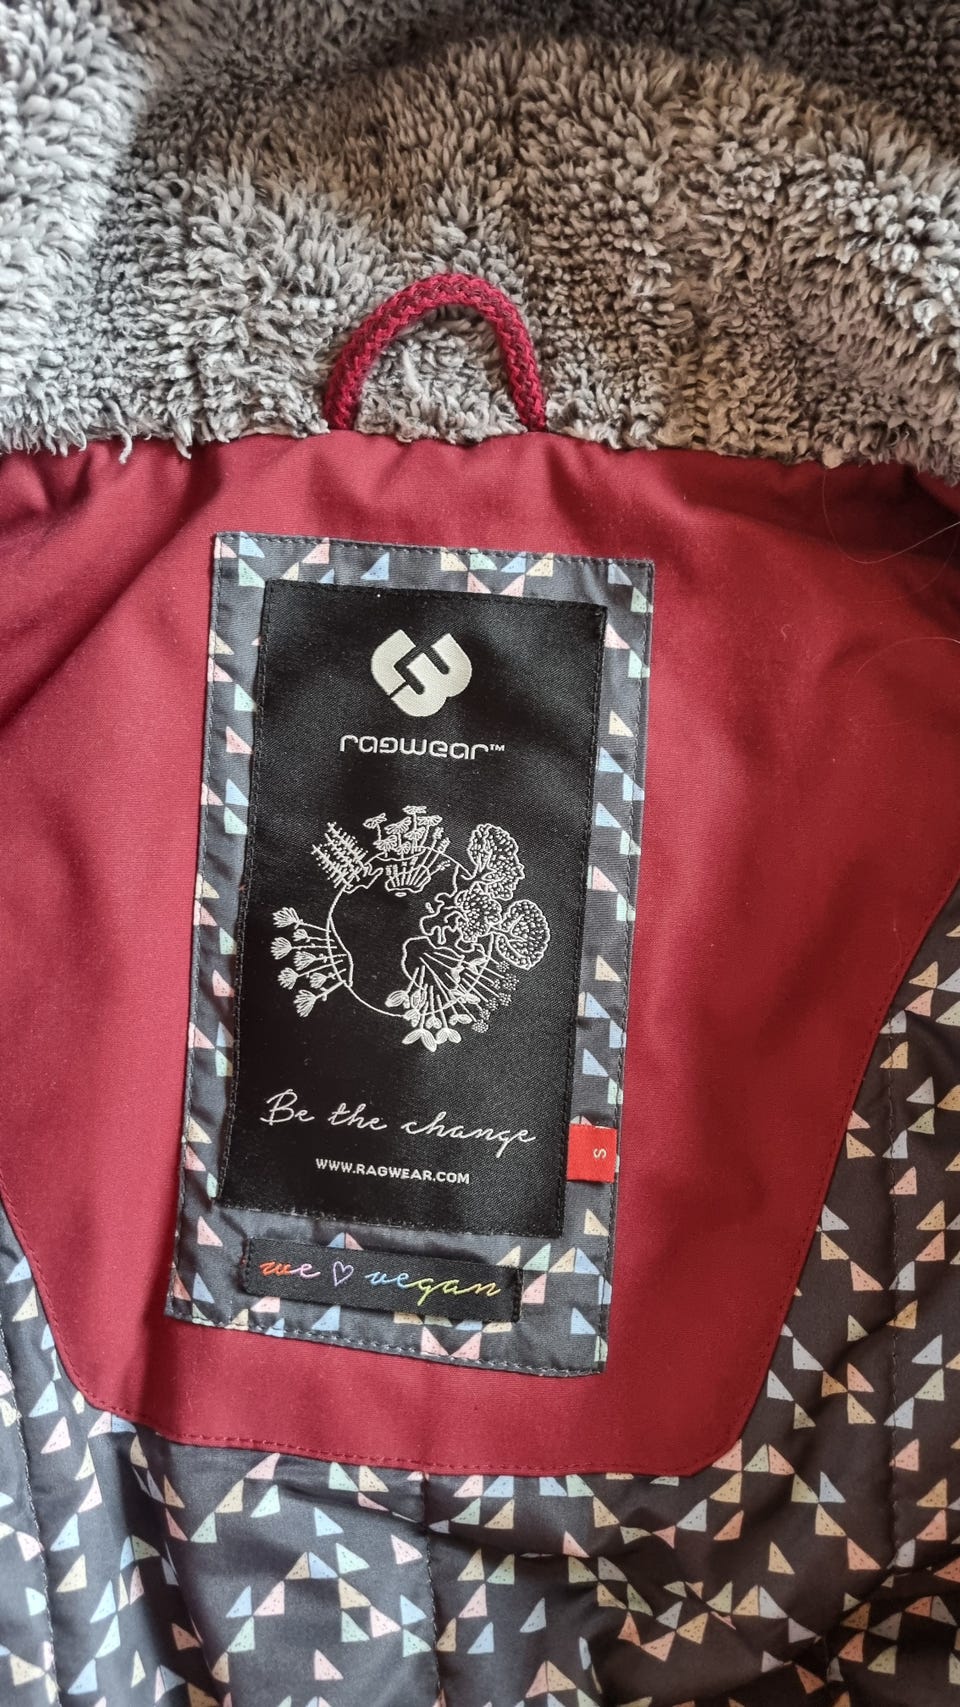 ragwear™
Be the change
WWW.RAGWEAR.COM
S
we ♡ vegan